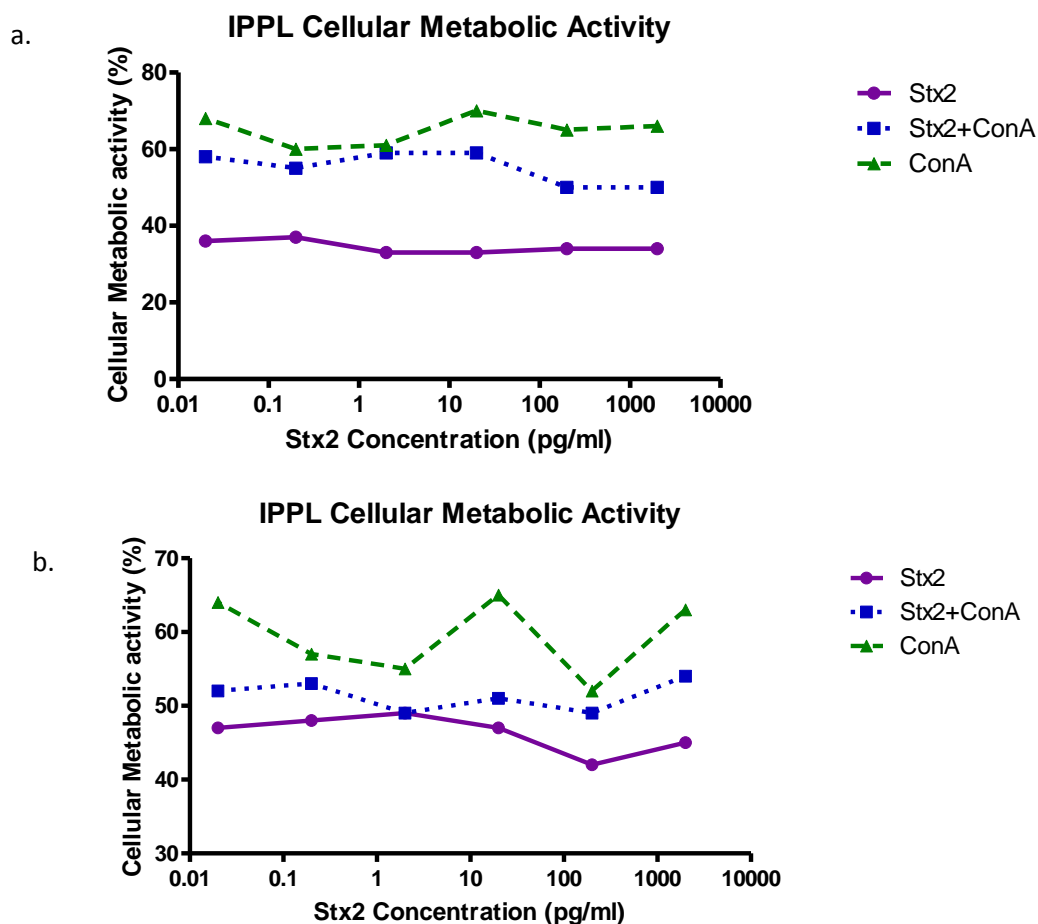 a.
IPPL Cellular Metabolic Activity
Cellular Metabolic activity (%)
80
60
40
20
0
0.01 0.1 1 10 100 1000 10000
Stx2 Concentration (pg/ml)
Stx2
Stx2+ConA
ConA
b.
IPPL Cellular Metabolic Activity
Cellular Metabolic activity (%)
70
60
50
40
30
0.01 0.1 1 10 100 1000 10000
Stx2 Concentration (pg/ml)
Stx2
Stx2+ConA
ConA